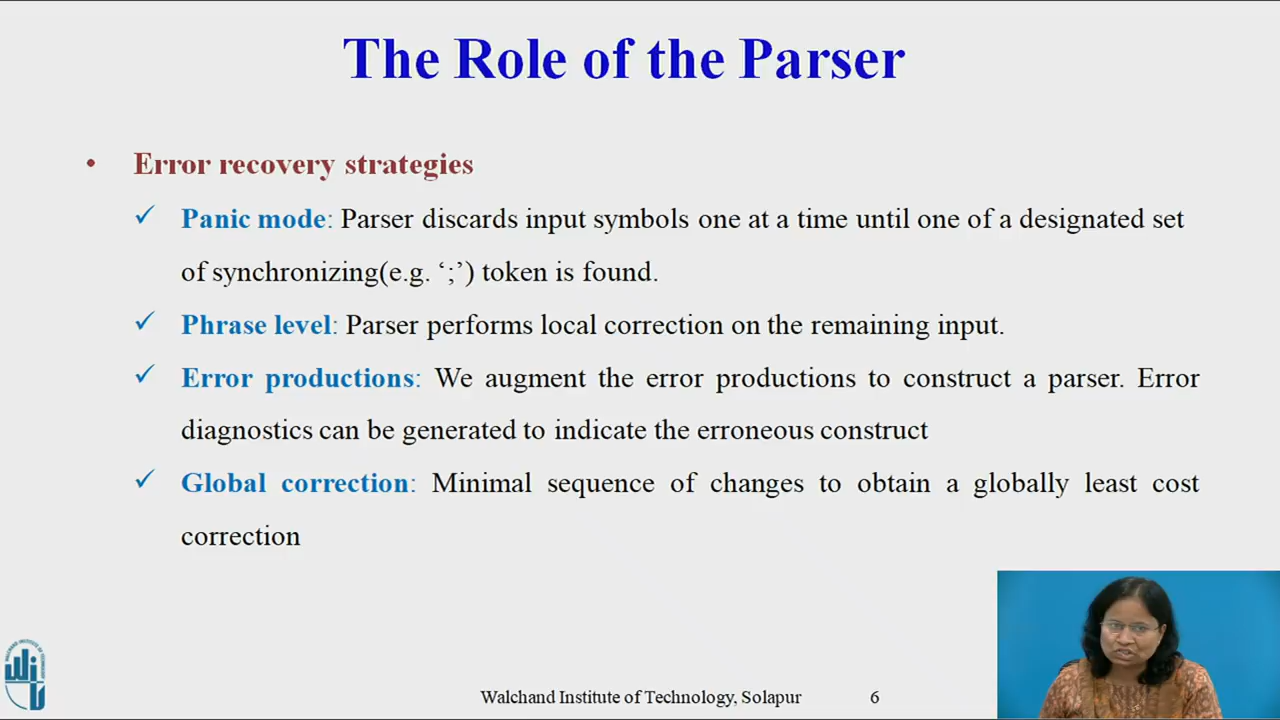 The Role of the Parser
• Error recovery strategies
✓ Panic mode: Parser discards input symbols one at a time until one of a designated set
of synchronizing(e.g. ‘;’) token is found.
✓ Phrase level: Parser performs local correction on the remaining input.
✓ Error productions: We augment the error productions to construct a parser. Error
diagnostics can be generated to indicate the erroneous construct
✓ Global correction: Minimal sequence of changes to obtain a globally least cost
correction
Walchand Institute of Technology, Solapur 6